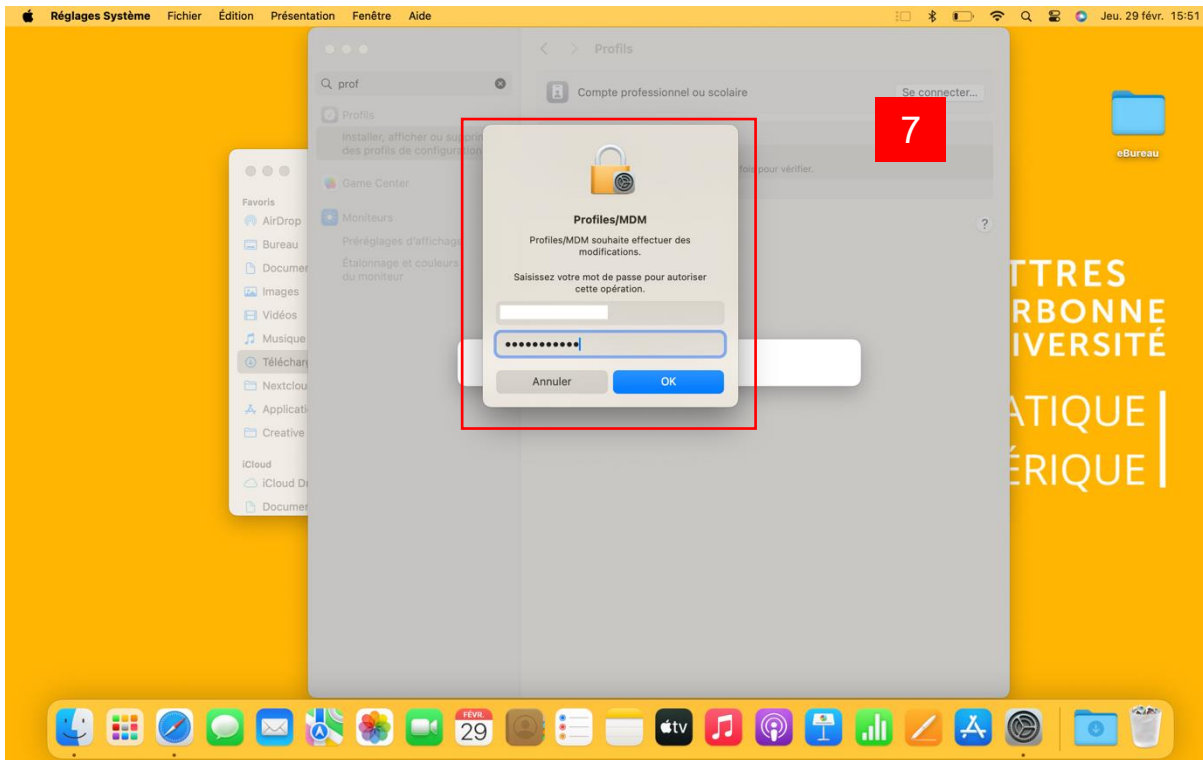 Réglages Système Fichier Édition Présentation Fenêtre Aide
Jeu. 29 févr. 15:51
prof
Profils
Installer, afficher ou
des profils de configuration
Game Center
Moniteurs
Préréglages d'affichage
Étalonnage et couleurs
du moniteur
Profils
Compte professionnel ou scolaire
Se connecter...
7
fois pour vérifier.
?
Favoris
AirDrop
Bureau
Images
Vidéos
Musique
Creative
iCloud
iCloud
Profiles/MDM
Profiles/MDM souhaite effectuer des
modifications.
Saisissez votre mot de passe pour autoriser
cette opération.
•••••••••••
Annuler
OK
eBureau
TTRES
RBONNE
IVERSITÉ
ATIQUE
ÉRIQUE
FÉVR.
29
tv